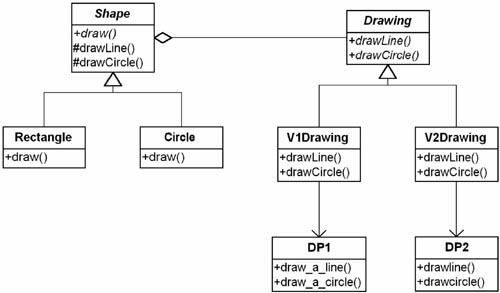 Shape
+draw()
#drawLine()
#drawCircle()
Drawing
+drawLine()
+drawCircle()
Rectangle
+draw()
Circle
+draw()
V1Drawing
+drawLine()
+drawCircle()
V2Drawing
+drawLine()
+drawCircle()
DP1
+draw_a_line()
+draw_a_circle()
DP2
+drawline()
+drawcircle()